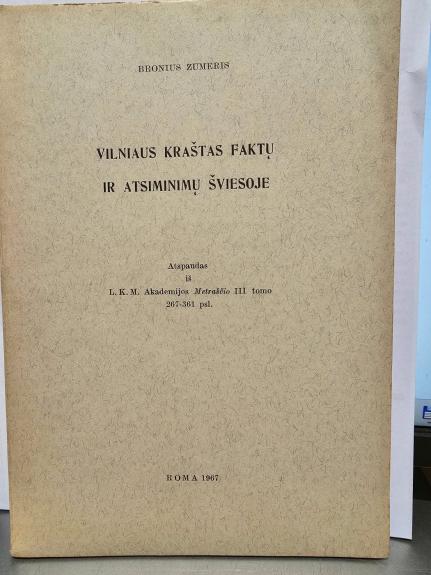 BRONIUS ZUMERIS
VILNIAUS KRAŠTAS FAKTŲ
IR ATSIMINIMŲ ŠVIESOJE
Atspaudas
iš
L. K. M. Akademijos Metraščio III tomo
267-361 psl.
ROMA 1967